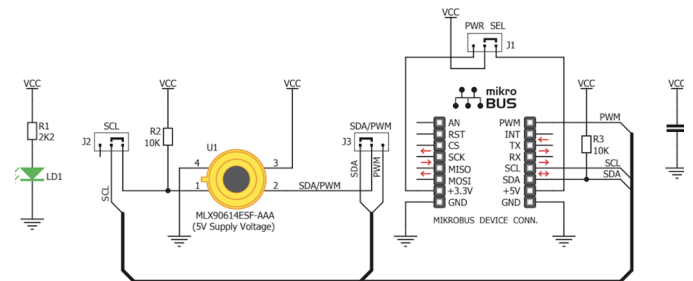 VCC
PWR SEL
J1
VCC
VCC
VCC
VCC
VCC
mikro
BUS
SCL
SDA/PWM
R1
2K2
J2
R2
10K
U1
J3
AN
RST
CS
SCK
MISO
MOSI
+3.3V
GND
PWM
INT
TX
RX
SCL
SDA
+5V
GND
PWM
R3
10K
SCL
SDA
LD1
SCL
4
3
1
2
SDA/PWM
SDA
PWM
MLX90614ESF-AAA
(5V Supply Voltage)
MIKROBUS DEVICE CONN.